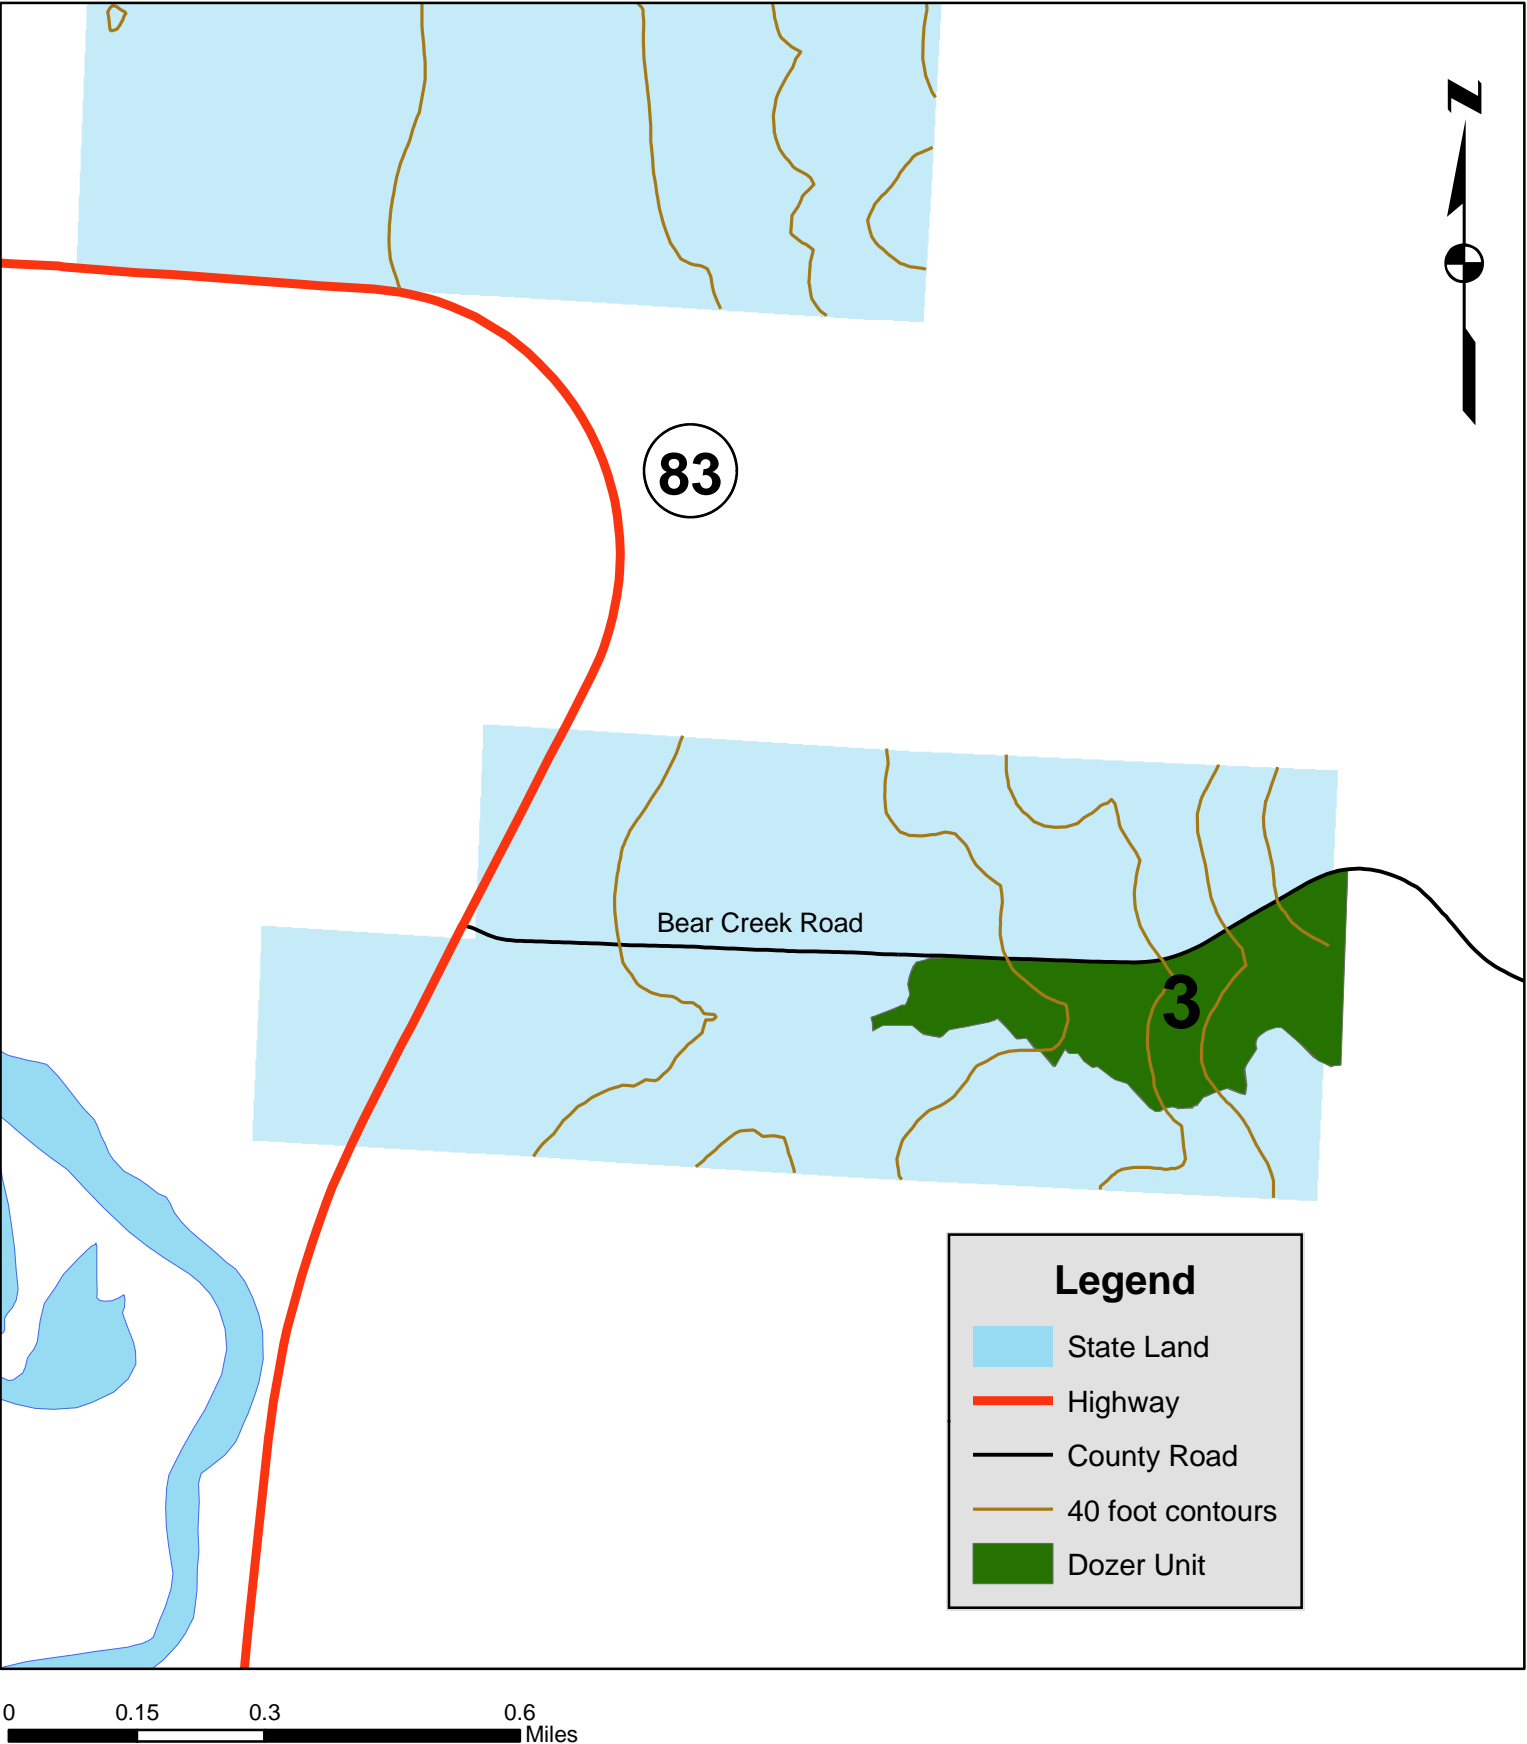 N
83
Bear Creek Road
3
Legend
State Land
Highway
County Road
40 foot contours
Dozer Unit
0 0.15 0.3 0.6
Miles